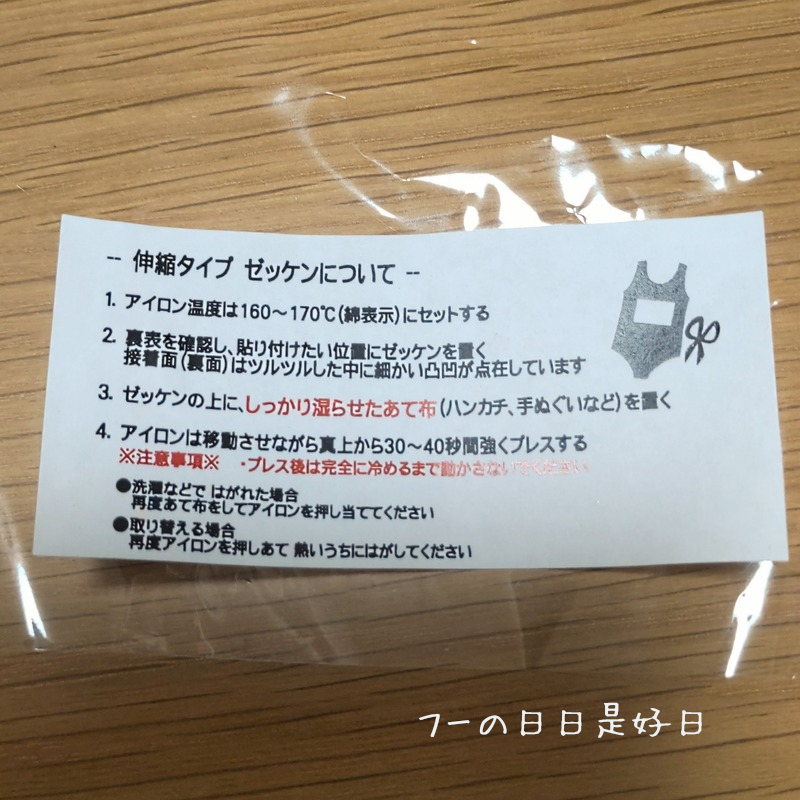 -- 伸縮タイプ ゼッケンについて --
1. アイロン温度は160～170℃(綿表示)にセットする
2. 裏表を確認し、貼り付けたい位置にゼッケンを置く
接着面(裏面)はツルツルした中に細かい凸凹が点在しています
3. ゼッケンの上に、しっかり湿らせたあて布(ハンカチ、手ぬぐいなど)を置く
4. アイロンは移動させながら真上から30～40秒間強くプレスする
※注意事項※ ・プレス後は完全に冷めるまで動かさないでください
●洗濯などで はがれた場合
再度あて布をしてアイロンを押し当ててください
●取り替える場合
再度アイロンを押しあて 熱いうちにはがしてください
フーの日日是好日